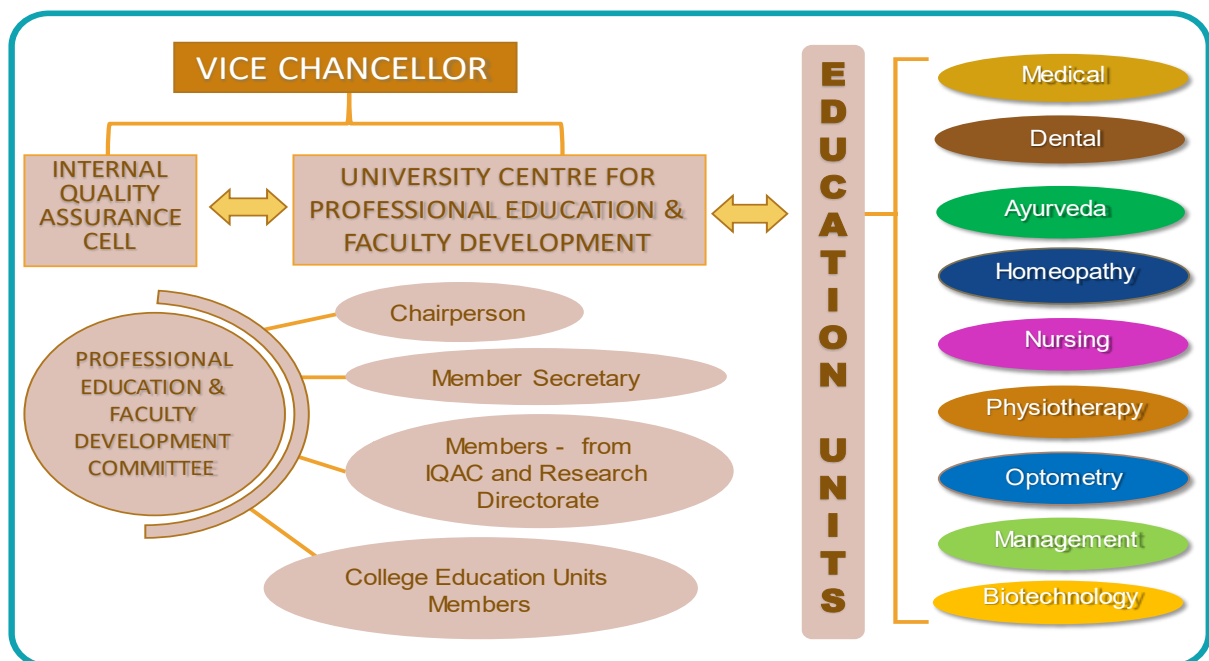 VICE CHANCELLOR
INTERNAL
QUALITY
ASSURANCE
CELL
UNIVERSITY CENTRE FOR
PROFESSIONAL EDUCATION &
FACULTY DEVELOPMENT
PROFESSIONAL
EDUCATION &
FACULTY
DEVELOPMENT
COMMITTEE
Chairperson
Member Secretary
Members - from
IQAC and Research
Directorate
College Education Units
Members
EDUCATION UNITS
Medical
Dental
Ayurveda
Homeopathy
Nursing
Physiotherapy
Optometry
Management
Biotechnology